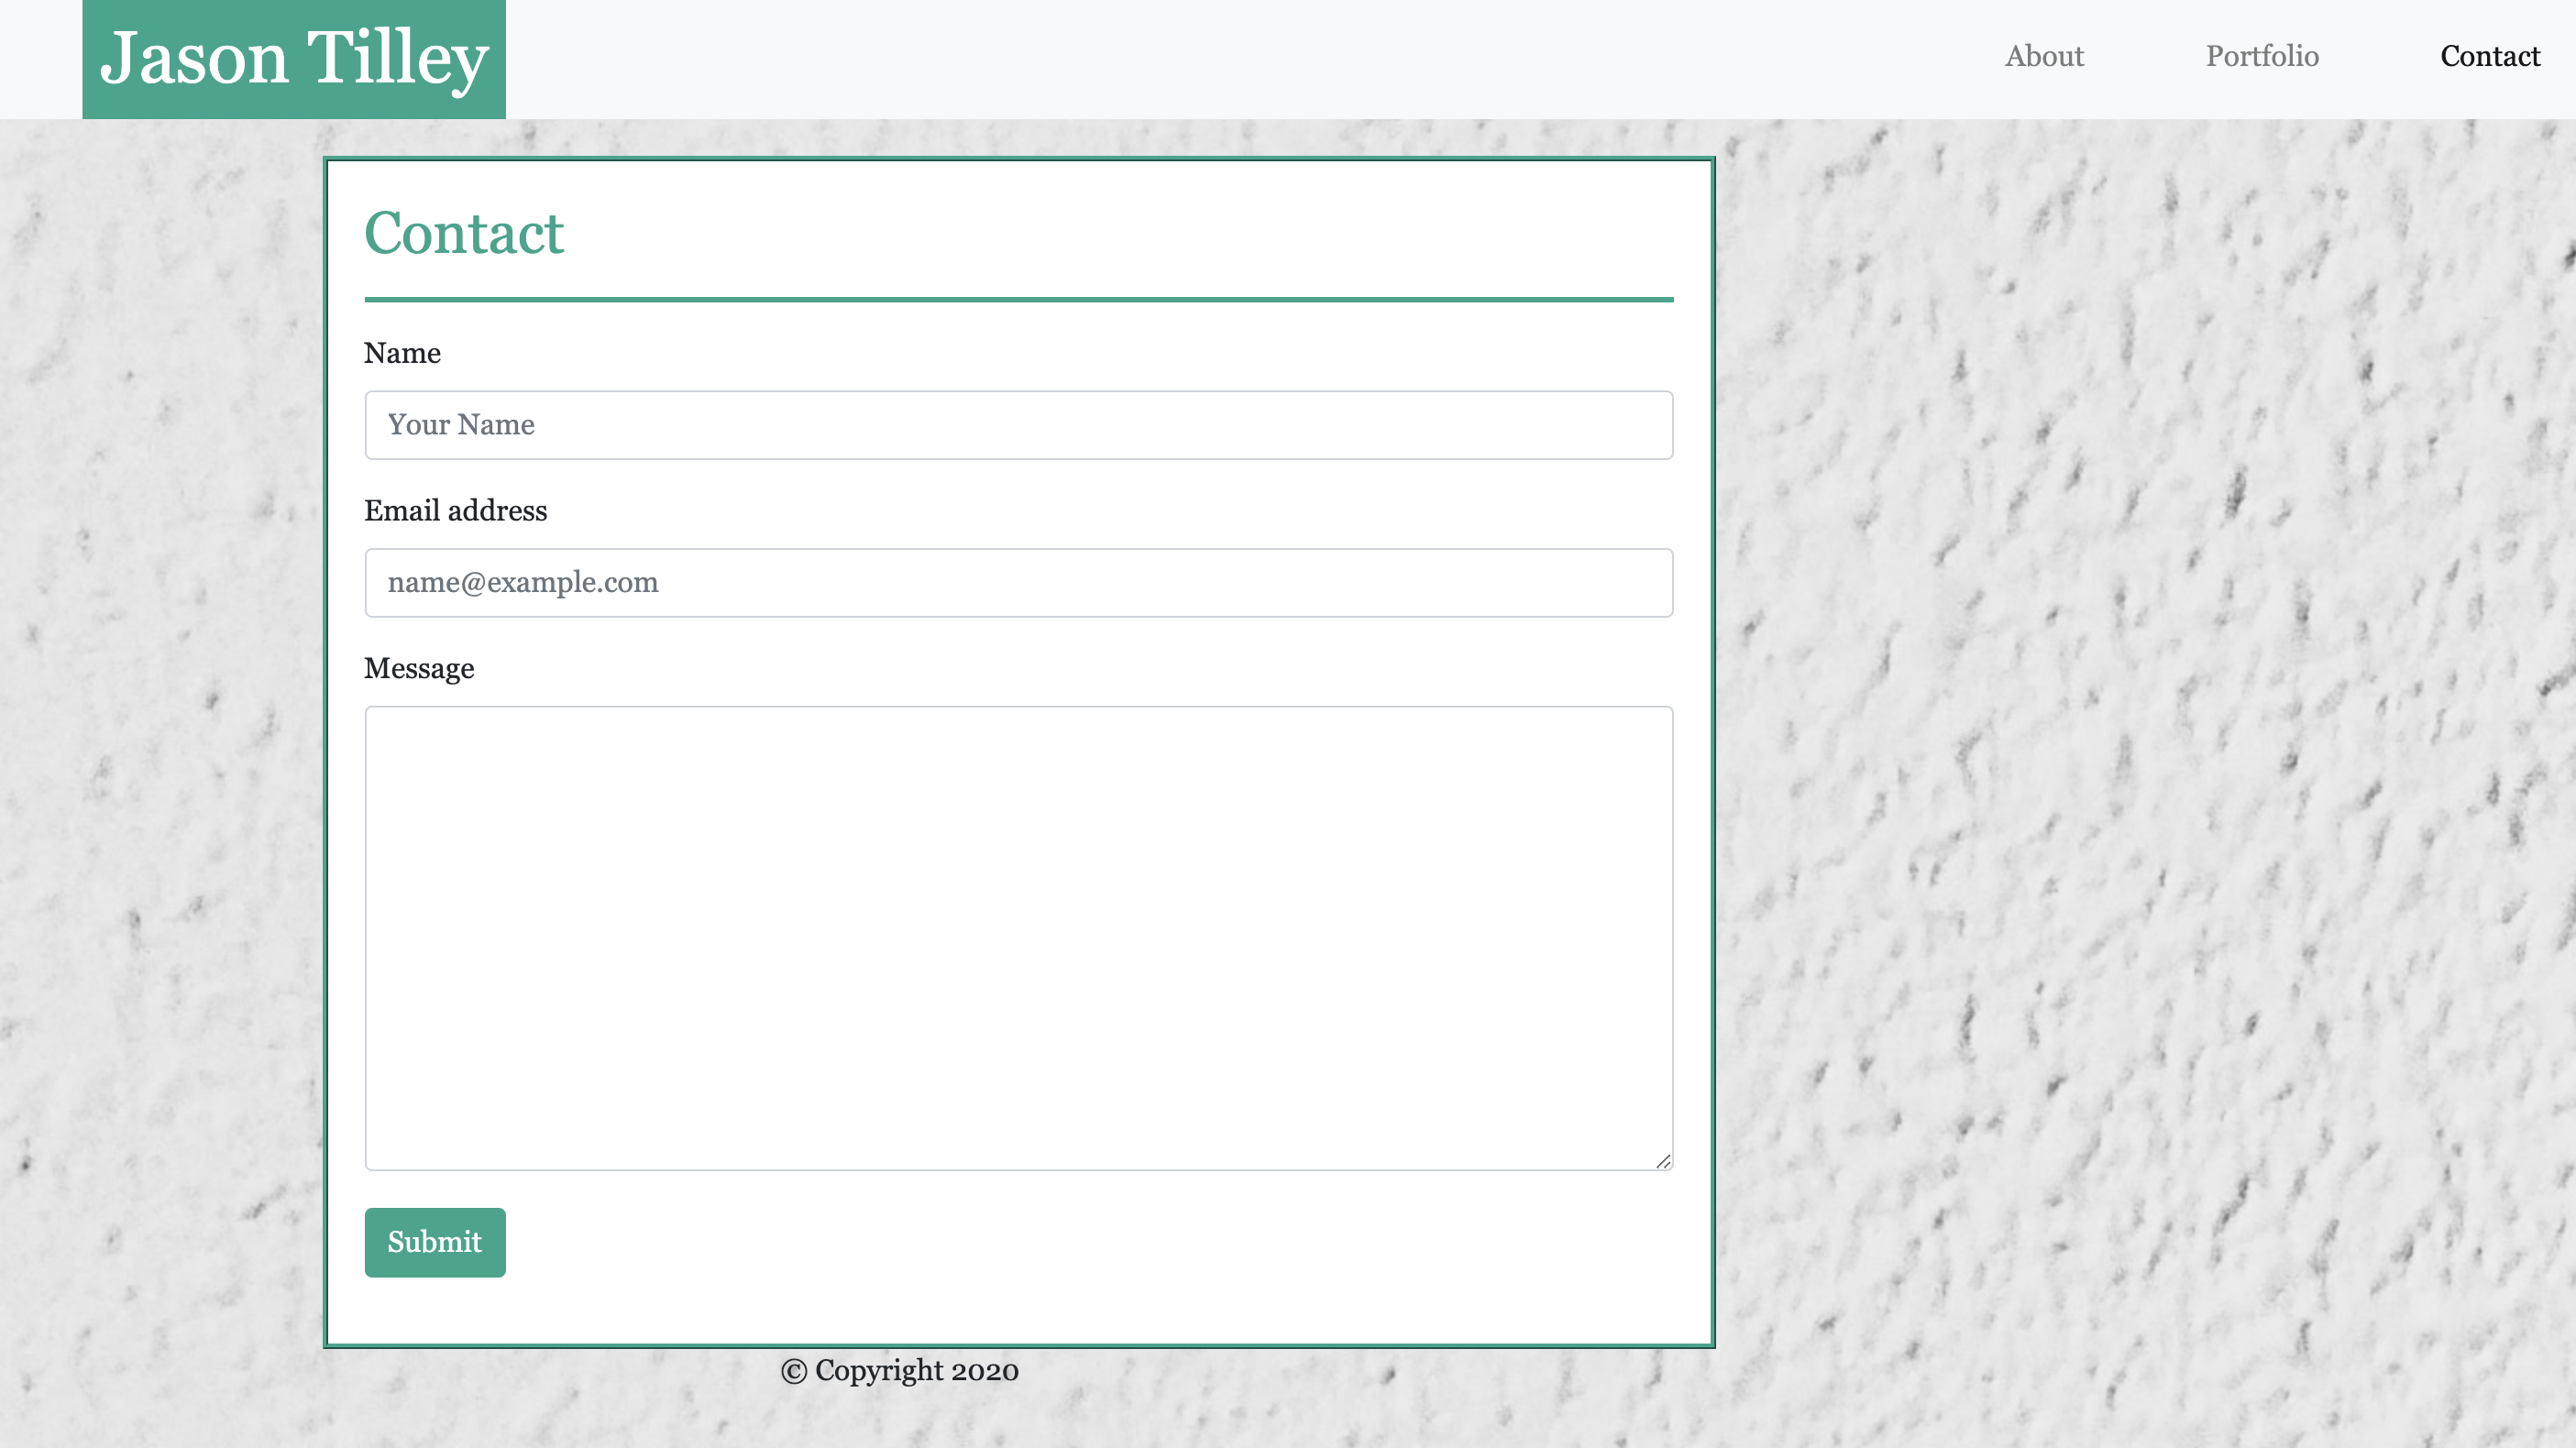 Jason Tilley
About Portfolio Contact
Contact
Name
Your Name
Email address
name@example.com
Message
Submit
© Copyright 2020